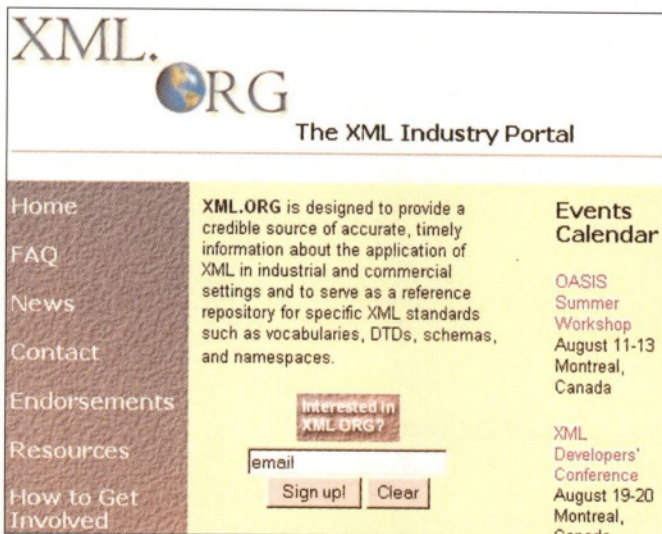 XML.
ORG
The XML Industry Portal
Home
FAQ
News
Contact
Endorsements
Resources
How to Get
Involved
XML.ORG is designed to provide a
credible source of accurate, timely
information about the application of
XML in industrial and commercial
settings and to serve as a reference
repository for specific XML standards
such as vocabularies, DTDs, schemas,
and namespaces.
Interested in
XML.ORG?
email
Sign up! Clear
Events
Calendar
OASIS
Summer
Workshop
August 11-13
Montreal,
Canada
XML
Developers'
Conference
August 19-20
Montreal,
Canada